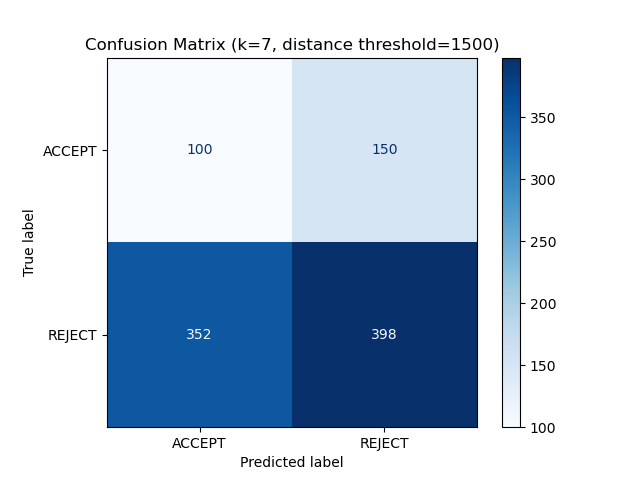 Confusion Matrix (k=7, distance threshold=1500)
True label
ACCEPT
REJECT
100
150
352
398
ACCEPT
REJECT
Predicted label
350
300
250
200
150
100